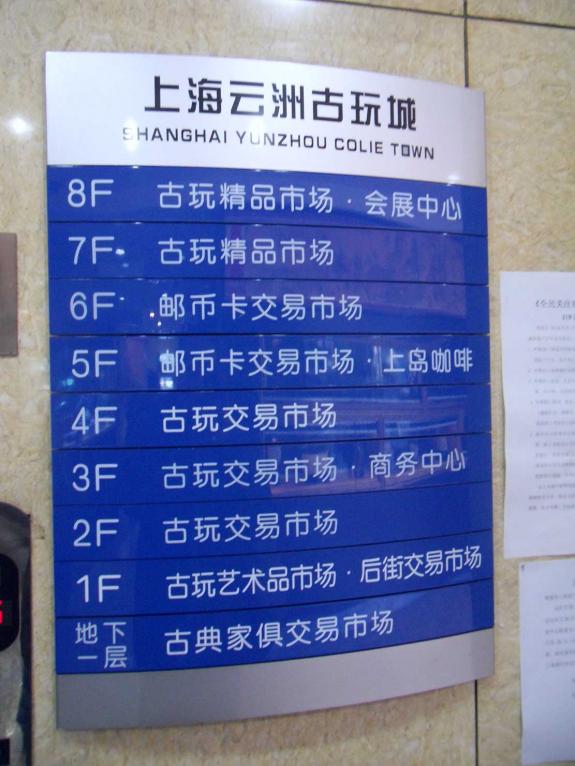 上海云洲古玩城
SHANGHAI YUNZHOU COLIE TOWN
8F 古玩精品市场·会展中心
7F 古玩精品市场
6F 邮币卡交易市场
5F 邮币卡交易市场·上岛咖啡
4F 古玩交易市场
3F 古玩交易市场·商务中心
2F 古玩交易市场
1F 古玩艺术品市场·后街交易市场
地下一层 古典家俱交易市场